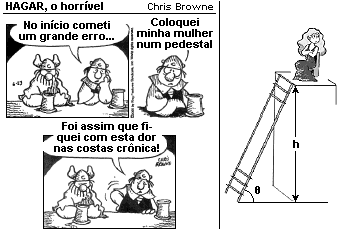 HAGAR, o horrível
Chris Browne
No início cometi
um grande erro...
Coloquei
minha mulher
num pedestal
Foi assim que fi-
quei com esta dor
nas costas crônica!
h
θ